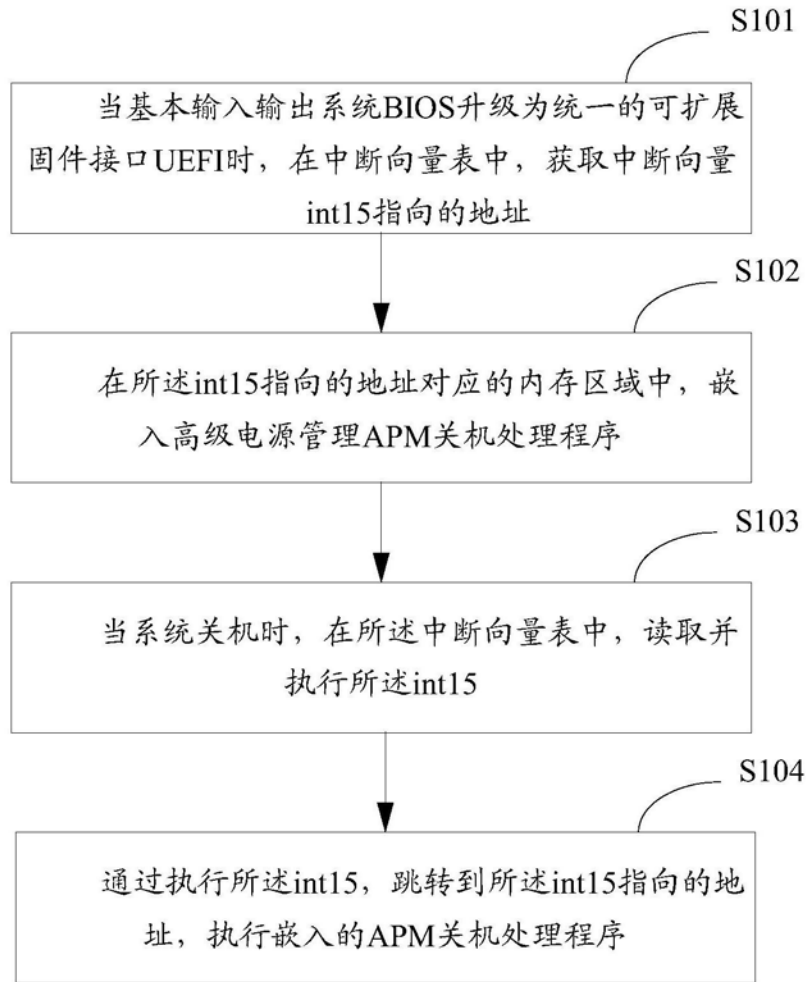 S101
当基本输入输出系统BIOS升级为统一的可扩展
固件接口UEFI时，在中断向量表中，获取中断向量
int15指向的地址
S102
在所述int15指向的地址对应的内存区域中，嵌
入高级电源管理APM关机处理程序
S103
当系统关机时，在所述中断向量表中，读取并
执行所述int15
S104
通过执行所述int15，跳转到所述int15指向的地
址，执行嵌入的APM关机处理程序